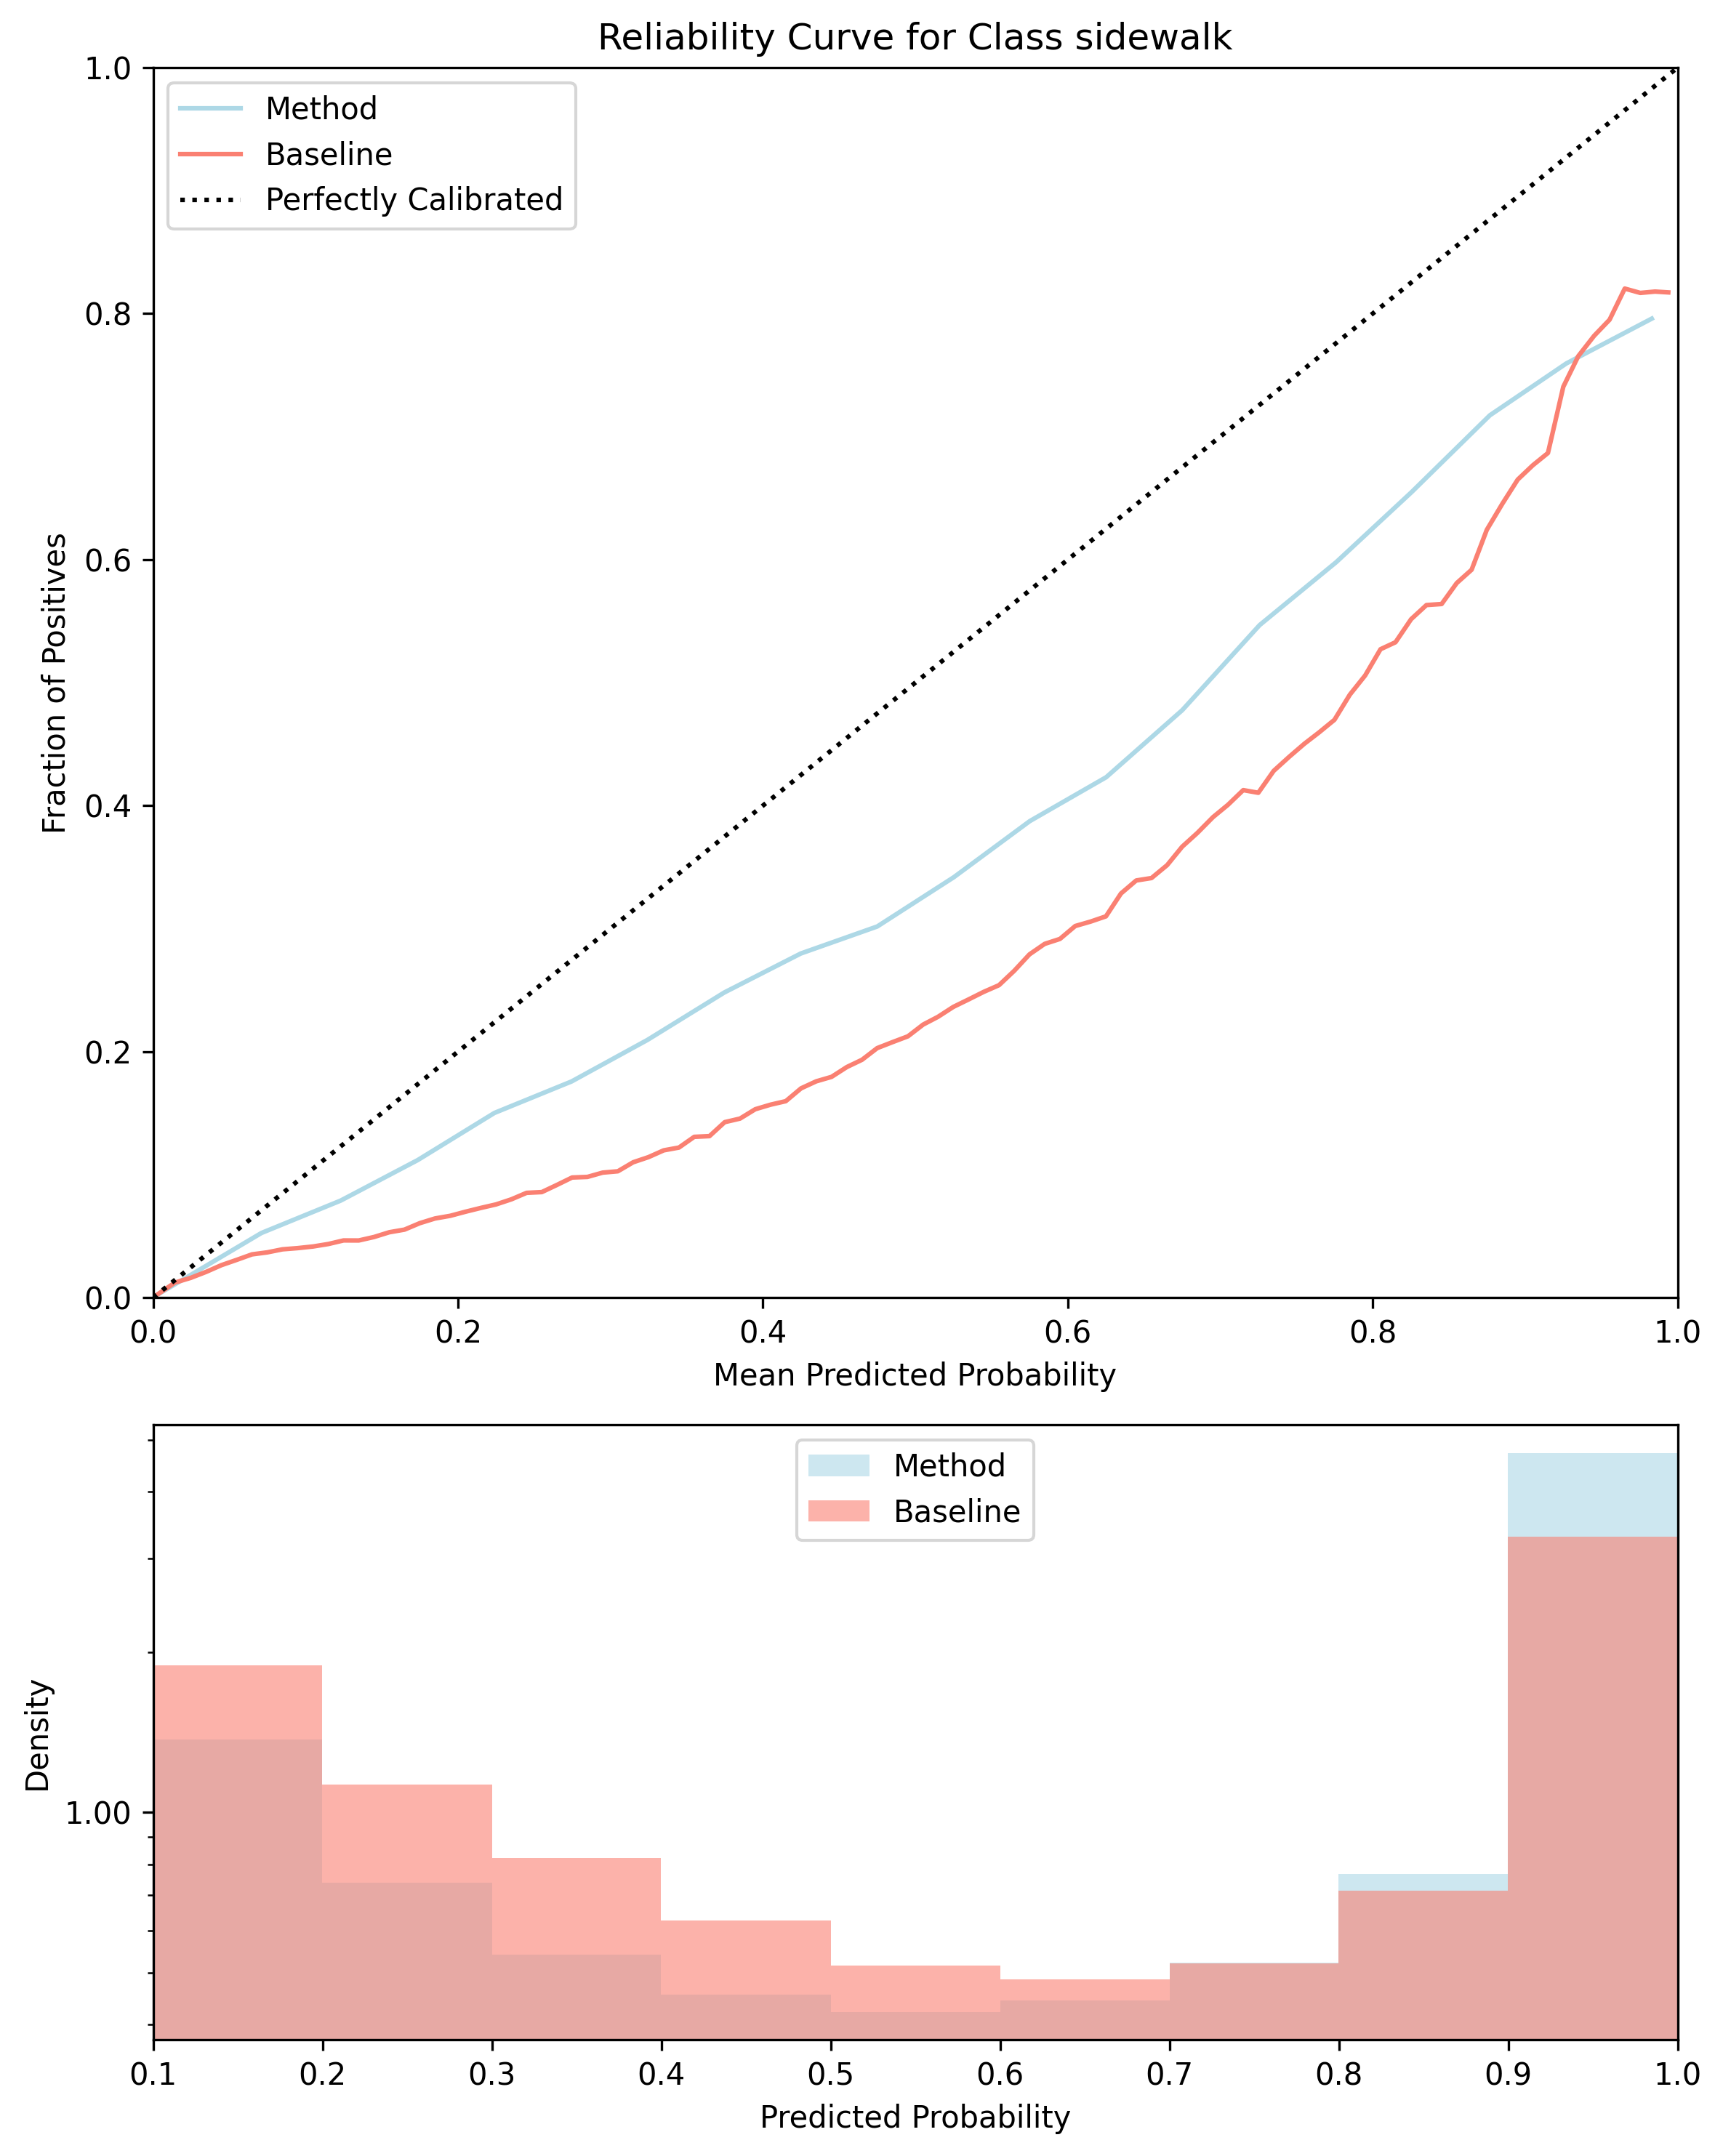 Reliability Curve for Class sidewalk
1.0
0.8
0.6
0.4
0.2
0.0
Fraction of Positives
Method
Baseline
Perfectly Calibrated
0.0 0.2 0.4 0.6 0.8 1.0
Mean Predicted Probability
Method
Baseline
Density
1.00
0.1 0.2 0.3 0.4 0.5 0.6 0.7 0.8 0.9 1.0
Predicted Probability